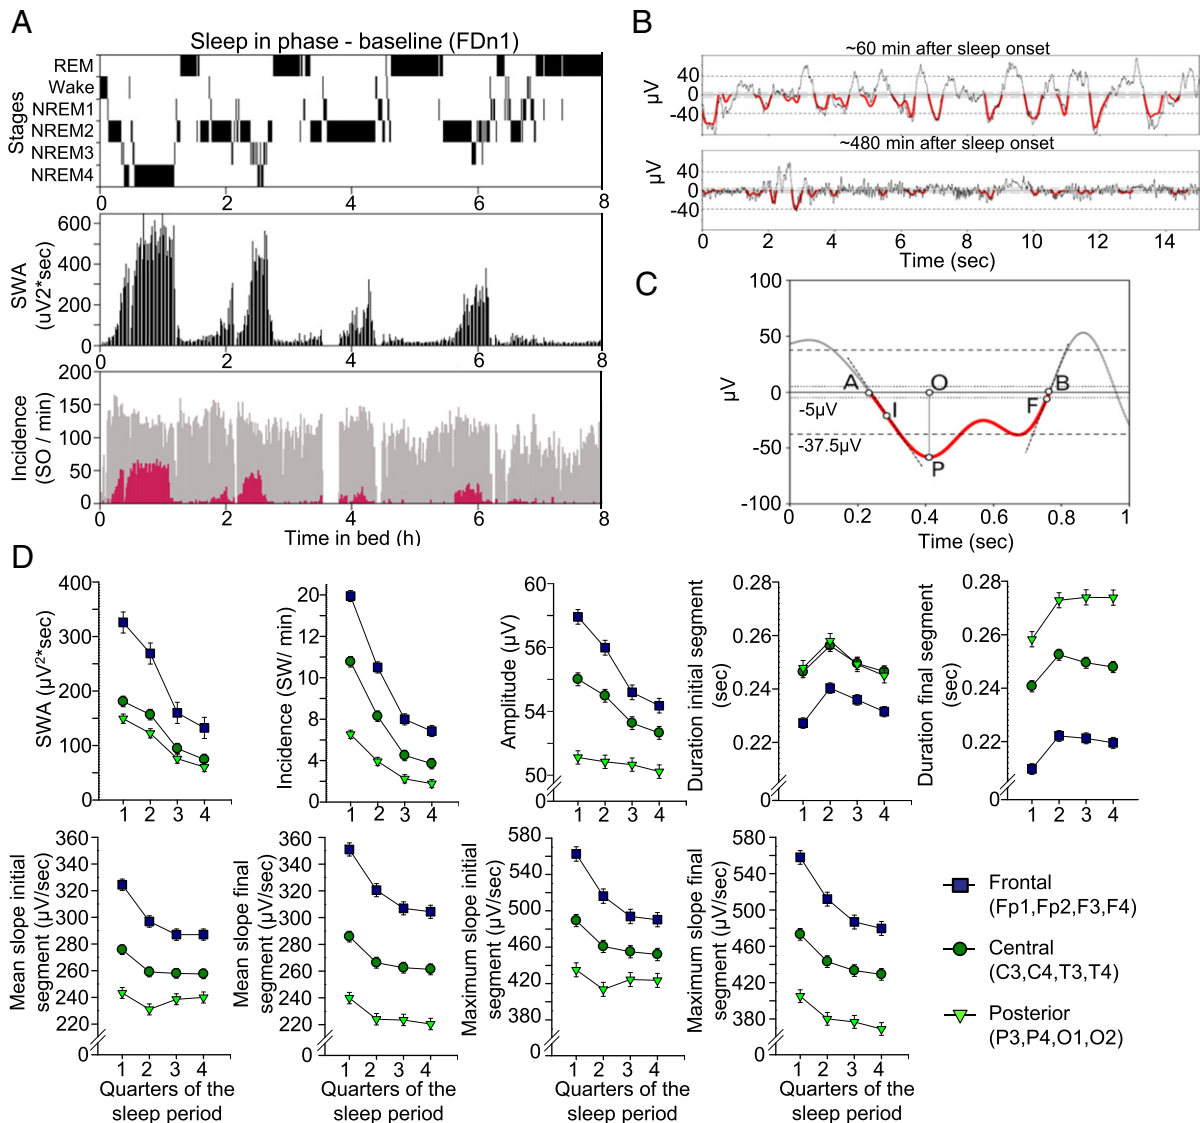 A
Sleep in phase - baseline (FDn1)
Stages
REM
Wake
NREM1
NREM2
NREM3
NREM4
0 2 4 6 8
SWA
(uV2*sec)
600
400
200
0
0 2 4 6 8
Incidence
(SO / min)
200
150
100
50
0
0 2 4 6 8
Time in bed (h)
B
~60 min after sleep onset
µV
40
0
-40
~480 min after sleep onset
µV
40
0
-40
0 2 4 6 8 10 12 14
Time (sec)
C
µV
100
50
0
-50
-100
A O B
I F
P
-5µV
-37.5µV
0 0.2 0.4 0.6 0.8 1
Time (sec)
D
SWA (µV²*sec)
400
300
200
100
0
1 2 3 4
Incidence (SW/ min)
20
12
12
8
4
0
1 2 3 4
Amplitude (µV)
60
56
54
50
0
1 2 3 4
Duration initial segment
(sec)
0.28
0.26
0.24
0.22
0
1 2 3 4
Duration final segment
(sec)
0.28
0.26
0.24
0.22
0
1 2 3 4
Mean slope initial
segment (µV/sec)
360
340
320
300
280
260
240
220
0
1 2 3 4
Quarters of the
sleep period
Mean slope final
segment (µV/sec)
360
340
320
300
280
260
240
220
0
1 2 3 4
Quarters of the
sleep period
Maximum slope initial
segment (µV/sec)
580
540
500
460
420
380
0
1 2 3 4
Quarters of the
sleep period
Maximum slope final
segment (µV/sec)
580
540
500
460
420
380
0
1 2 3 4
Quarters of the
sleep period
Frontal
(Fp1,Fp2,F3,F4)
Central
(C3,C4,T3,T4)
Posterior
(P3,P4,O1,O2)